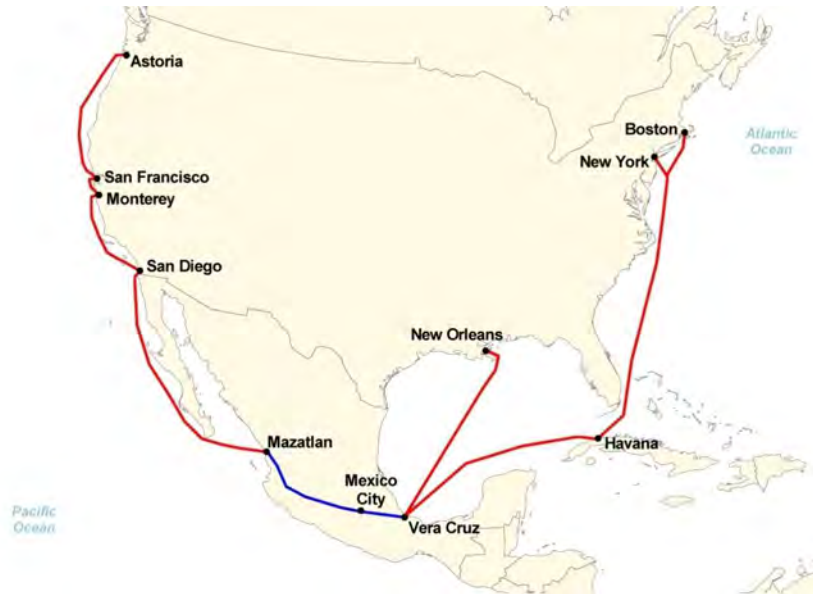 Astoria
Boston
Atlantic
Ocean
New York
San Francisco
Monterey
San Diego
New Orleans
Mazatlan
Havana
Mexico
City
Vera Cruz
Pacific
Ocean